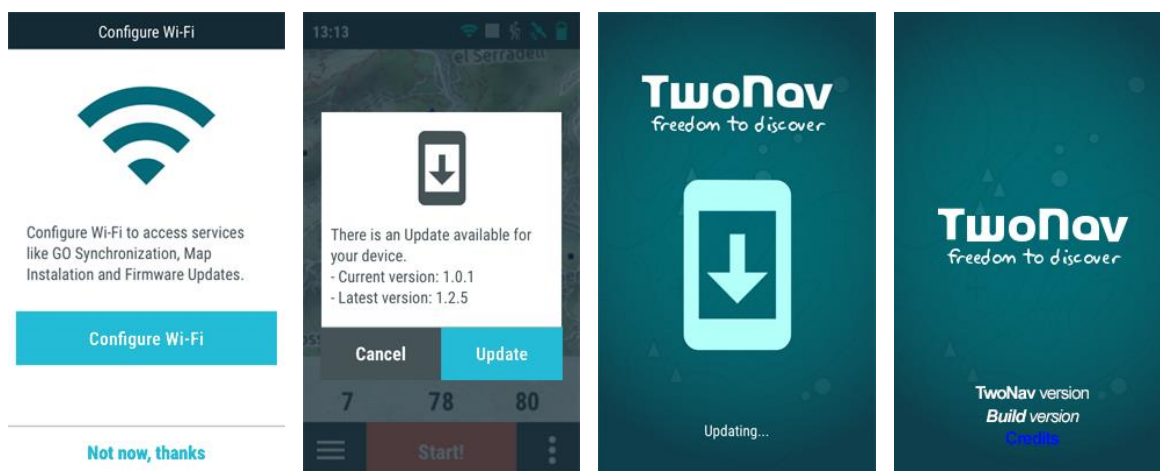 Configure Wi-Fi
Configure Wi-Fi to access services
like GO Synchronization, Map
Instalation and Firmware Updates.
Configure Wi-Fi
Not now, thanks
13:13
el Serradell
There is an Update available for
your device.
- Current version: 1.0.1
- Latest version: 1.2.5
Cancel
Update
7 78 80
Start!
TwoNav
freedom to discover
Updating...
TwoNav
freedom to discover
TwoNav version
Build version
Credits